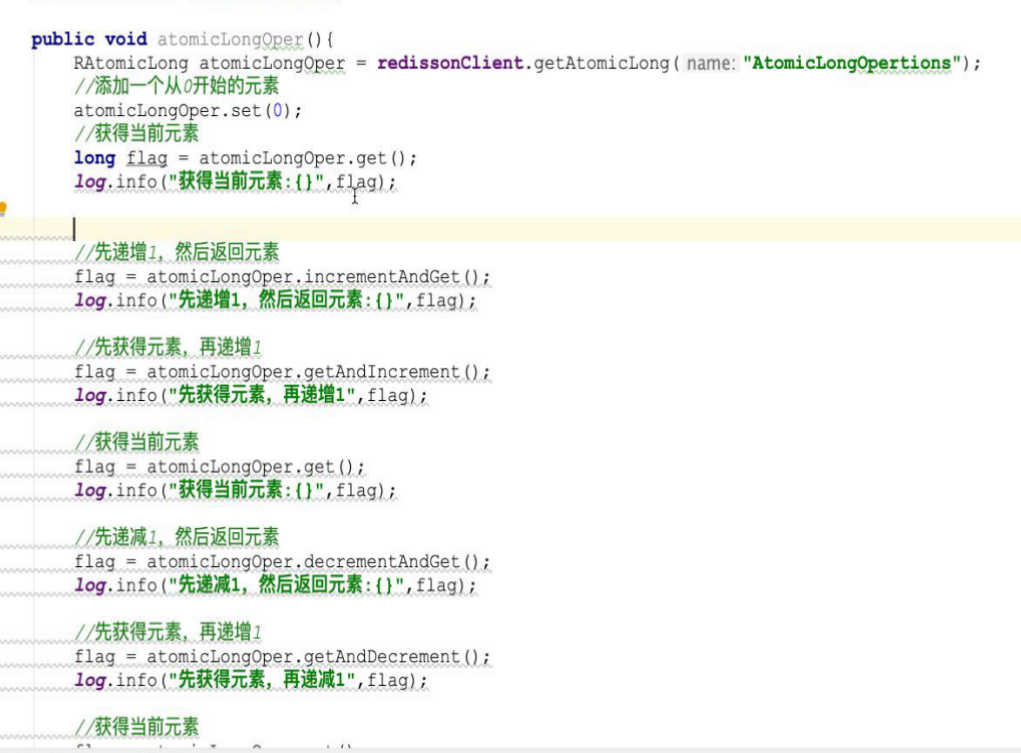 public void atomicLongOper(){
RAtomicLong atomicLongOper = redissonClient.getAtomicLong( name: "AtomicLongOpertions");
//添加一个从0开始的元素
atomicLongOper.set(0);
//获得当前元素
long flag = atomicLongOper.get();
log.info("获得当前元素:{}",flag);
//先递增1，然后返回元素
flag = atomicLongOper.incrementAndGet();
log.info("先递增1，然后返回元素:{}",flag);
//先获得元素，再递增1
flag = atomicLongOper.getAndIncrement();
log.info("先获得元素，再递增1",flag);
//获得当前元素
flag = atomicLongOper.get();
log.info("获得当前元素:{}",flag);
//先递减1，然后返回元素
flag = atomicLongOper.decrementAndGet();
log.info("先递减1，然后返回元素:{}",flag);
//先获得元素，再递增1
flag = atomicLongOper.getAndDecrement();
log.info("先获得元素，再递减1",flag);
//获得当前元素